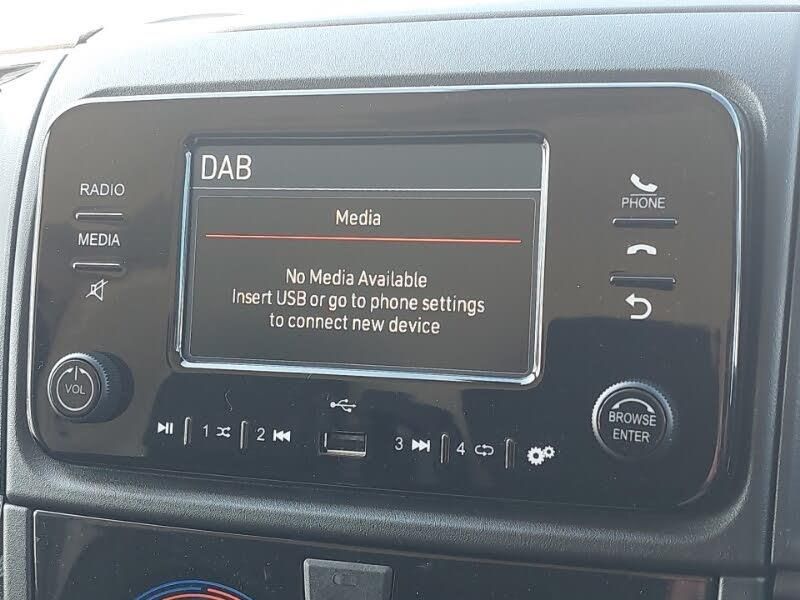 DAB
Media
No Media Available
Insert USB or go to phone settings
to connect new device
RADIO
MEDIA
VOL
1
2
3
4
PHONE
BROWSE
ENTER